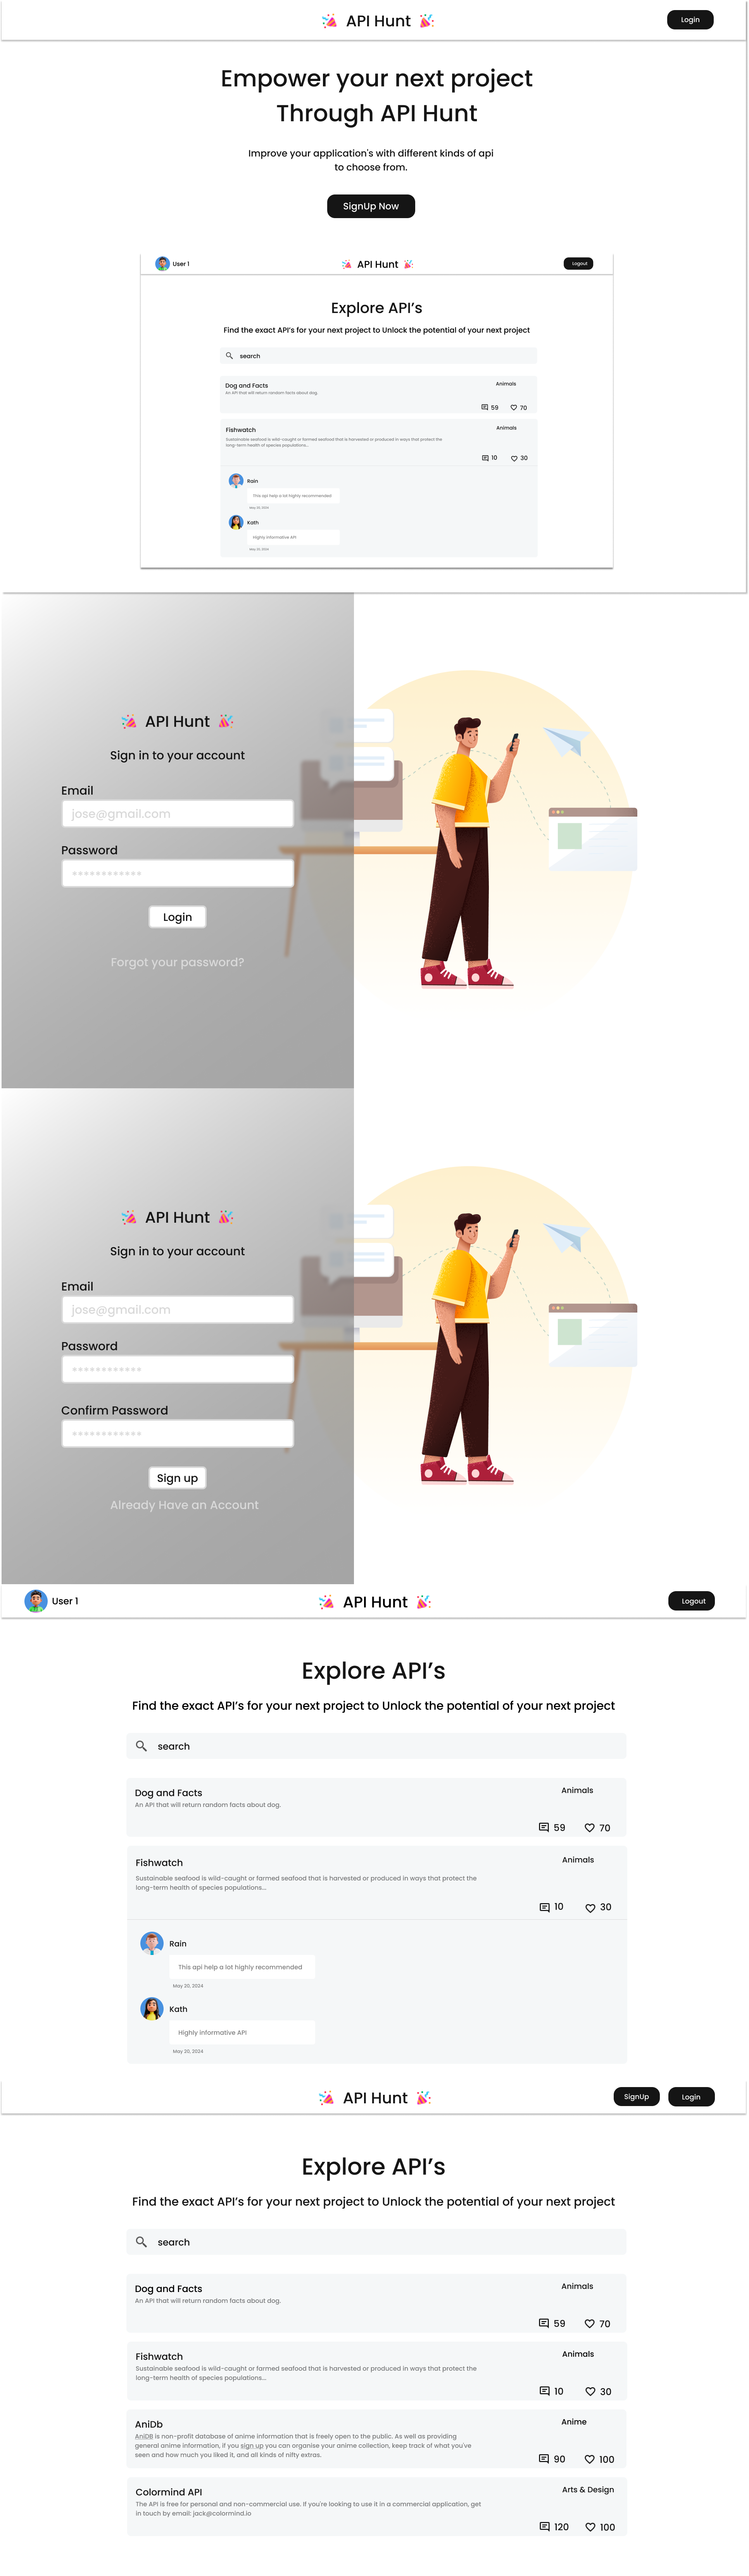 API Hunt
Login
Empower your next project
Through API Hunt
Improve your application's with different kinds of api
to choose from.
SignUp Now
User 1
API Hunt
Logout
Explore API's
Find the exact API's for your next project to Unlock the potential of your next project
search
Dog and Facts
Animals
An API that will return random facts about dog.
59
70
Fishwatch
Animals
Sustainable seafood is wild-caught or farmed seafood that is harvested or produced in ways that protect the
long-term health of species populations...
10
30
Rain
This api help a lot highly recommended
May 20, 2024
Kath
Highly informative API
May 20, 2024
API Hunt
Sign in to your account
Email
jose@gmail.com
Password
Login
Forgot your password?
API Hunt
Sign in to your account
Email
jose@gmail.com
Password
Confirm Password
Sign up
Already Have an Account
User 1
API Hunt
Logout
Explore API's
Find the exact API's for your next project to Unlock the potential of your next project
search
Dog and Facts
Animals
An API that will return random facts about dog.
59
70
Fishwatch
Animals
Sustainable seafood is wild-caught or farmed seafood that is harvested or produced in ways that protect the
long-term health of species populations...
10
30
Rain
This api help a lot highly recommended
May 20, 2024
Kath
Highly informative API
May 20, 2024
API Hunt
SignUp
Login
Explore API's
Find the exact API's for your next project to Unlock the potential of your next project
search
Dog and Facts
Animals
An API that will return random facts about dog.
59
70
Fishwatch
Animals
Sustainable seafood is wild-caught or farmed seafood that is harvested or produced in ways that protect the
long-term health of species populations...
10
30
AniDb
Anime
AniDB is non-profit database of anime information that is freely open to the public. As well as providing
general anime information, if you sign up you can organise your anime collection, keep track of what you've
seen and how much you liked it, and all kinds of nifty extras.
90
100
Colormind API
Arts & Design
The API is free for personal and non-commercial use. If you're looking to use it in a commercial application, get
in touch by email: jack@colormind.io
120
100